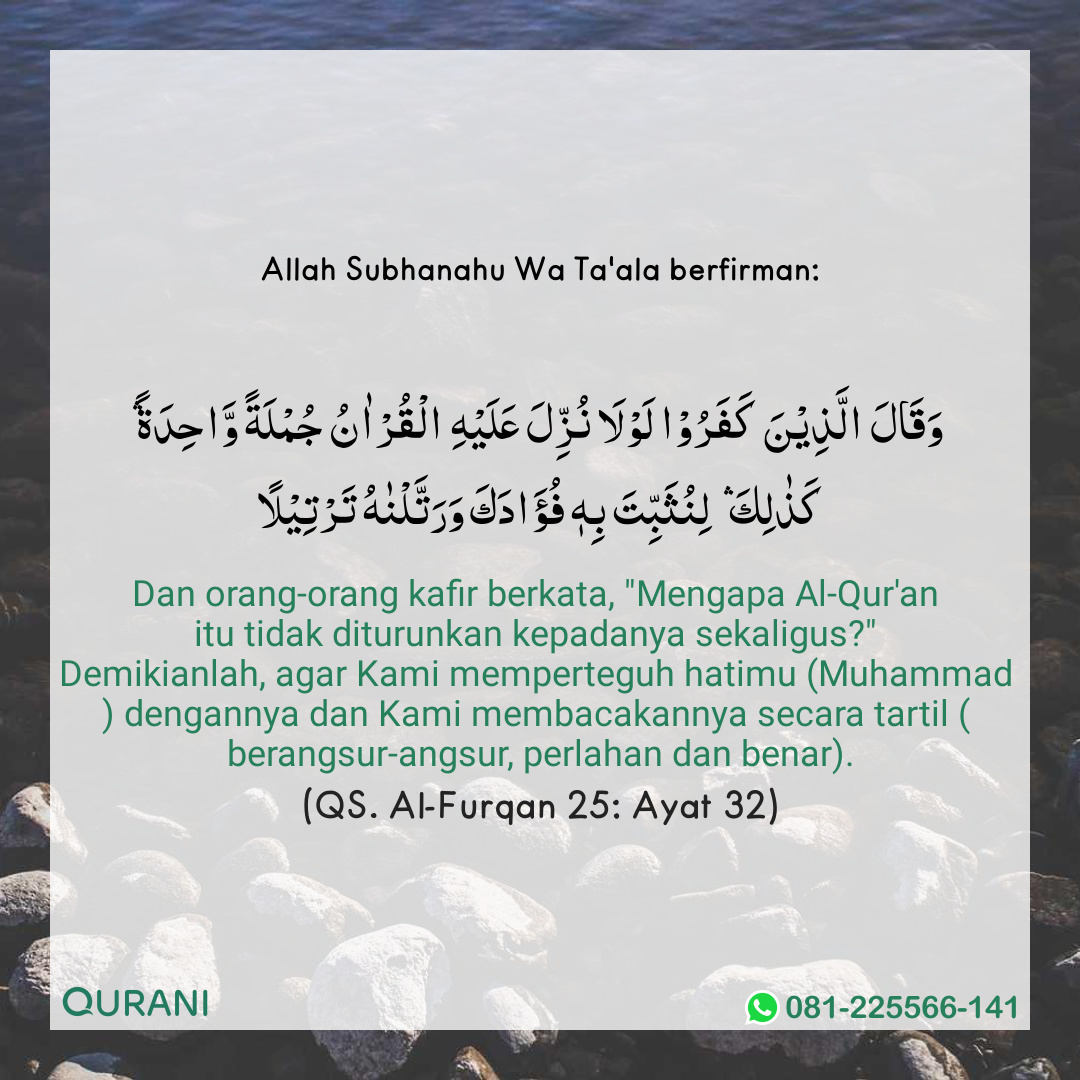 Allah Subhanahu Wa Ta'ala berfirman:
وَقَالَ الَّذِيْنَ كَفَرُوْا لَوْلَا نُزِّلَ عَلَيْهِ الْقُرْاٰنُ جُمْلَةً وَّاحِدَةً ۛ
كَذٰلِكَ ۛ لِنُثَبِّتَ بِهٖ فُؤَادَكَ وَرَتَّلْنٰهُ تَرْتِيْلًا
Dan orang-orang kafir berkata, "Mengapa Al-Qur'an
itu tidak diturunkan kepadanya sekaligus?"
Demikianlah, agar Kami memperteguh hatimu (Muhammad
) dengannya dan Kami membacakannya secara tartil (
berangsur-angsur, perlahan dan benar).
(QS. Al-Furqan 25: Ayat 32)
QURANI
081-225566-141